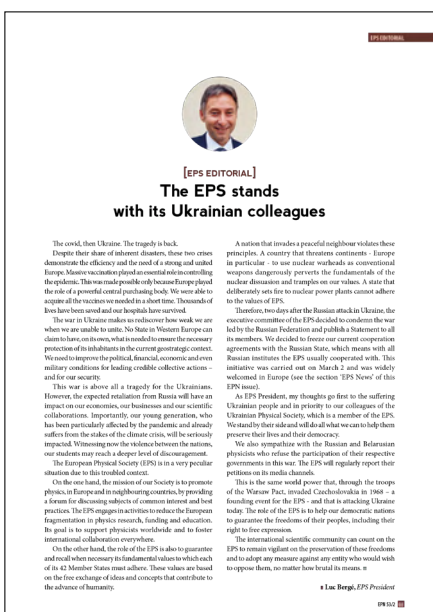 EPS EDITORIAL
[EPS EDITORIAL]
The EPS stands
with its Ukrainian colleagues
The covid, then Ukraine. The tragedy is back.
Despite their share of inherent disasters, these two crises
demonstrate the efficiency and the need of a strong and united
Europe. Massive vaccination played an essential role in controlling
the epidemic. This was made possible only because Europe played
the role of a powerful central purchasing body. We were able to
acquire all the vaccines we needed in a short time. Thousands of
lives have been saved and our hospitals have survived.
The war in Ukraine makes us rediscover how weak we are
when we are unable to unite. No State in Western Europe can
claim to have, on its own, what is needed to ensure the necessary
protection of its inhabitants in the current geostrategic context.
We need to improve the political, financial, economic and even
military conditions for leading credible collective actions –
and for our security.
This war is above all a tragedy for the Ukrainians.
However, the expected retaliation from Russia will have an
impact on our economies, our businesses and our scientific
collaborations. Importantly, our young generation, who
has been particularly affected by the pandemic and already
suffers from the stakes of the climate crisis, will be seriously
impacted. Witnessing now the violence between the nations,
our students may reach a deeper level of discouragement.
The European Physical Society (EPS) is in a very peculiar
situation due to this troubled context.
On the one hand, the mission of our Society is to promote
physics, in Europe and in neighbouring countries, by providing
a forum for discussing subjects of common interest and best
practices. The EPS engages in activities to reduce the European
fragmentation in physics research, funding and education.
Its goal is to support physicists worldwide and to foster
international collaboration everywhere.
On the other hand, the role of the EPS is also to guarantee
and recall when necessary its fundamental values to which each
of its 42 Member States must adhere. These values are based
on the free exchange of ideas and concepts that contribute to
the advance of humanity.
A nation that invades a peaceful neighbour violates these
principles. A country that threatens continents - Europe
in particular - to use nuclear warheads as conventional
weapons dangerously perverts the fundamentals of the
nuclear dissuasion and tramples on our values. A state that
deliberately sets fire to nuclear power plants cannot adhere
to the values of EPS.
Therefore, two days after the Russian attack in Ukraine, the
executive committee of the EPS decided to condemn the war
led by the Russian Federation and publish a Statement to all
its members. We decided to freeze our current cooperation
agreements with the Russian State, which means with all
Russian institutes the EPS usually cooperated with. This
initiative was carried out on March 2 and was widely
welcomed in Europe (see the section 'EPS News' of this
EPN issue).
As EPS President, my thoughts go first to the suffering
Ukrainian people and in priority to our colleagues of the
Ukrainian Physical Society, which is a member of the EPS.
We stand by their side and will do all what we can to help them
preserve their lives and their democracy.
We also sympathize with the Russian and Belarusian
physicists who refuse the participation of their respective
governments in this war. The EPS will regularly report their
petitions on its media channels.
This is the same world power that, through the troops
of the Warsaw Pact, invaded Czechoslovakia in 1968 – a
founding event for the EPS - and that is attacking Ukraine
today. The role of the EPS is to help our democratic nations
to guarantee the freedoms of their peoples, including their
right to free expression.
The international scientific community can count on the
EPS to remain vigilant on the preservation of these freedoms
and to adopt any measure against any entity who would wish
to oppose them, no matter how brutal its means.
Luc Bergé, EPS President
EPN 53/2